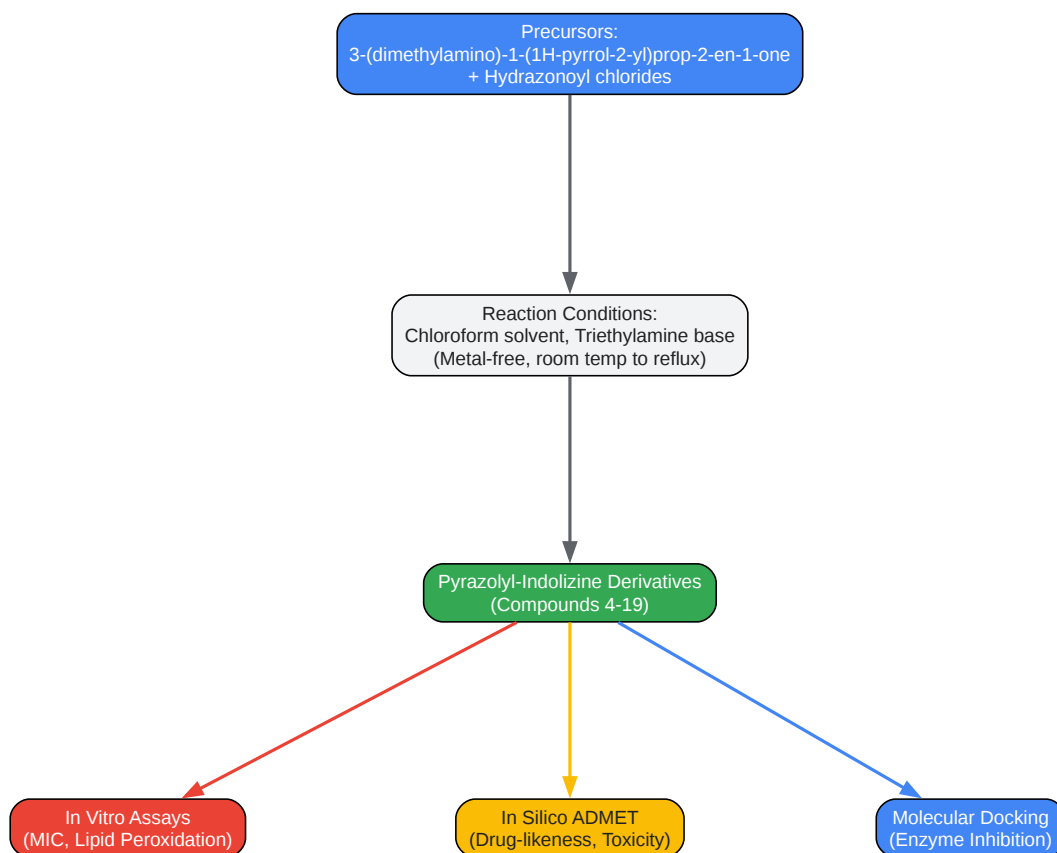 Precursors:
3-(dimethylamino)-1-(1H-pyrrol-2-yl)prop-2-en-1-one
+ Hydrazonoyl chlorides
Reaction Conditions:
Chloroform solvent, Triethylamine base
(Metal-free, room temp to reflux)
Pyrazolyl-Indolizine Derivatives
(Compounds 4-19)
In Vitro Assays
(MIC, Lipid Peroxidation)
In Silico ADMET
(Drug-likeness, Toxicity)
Molecular Docking
(Enzyme Inhibition)